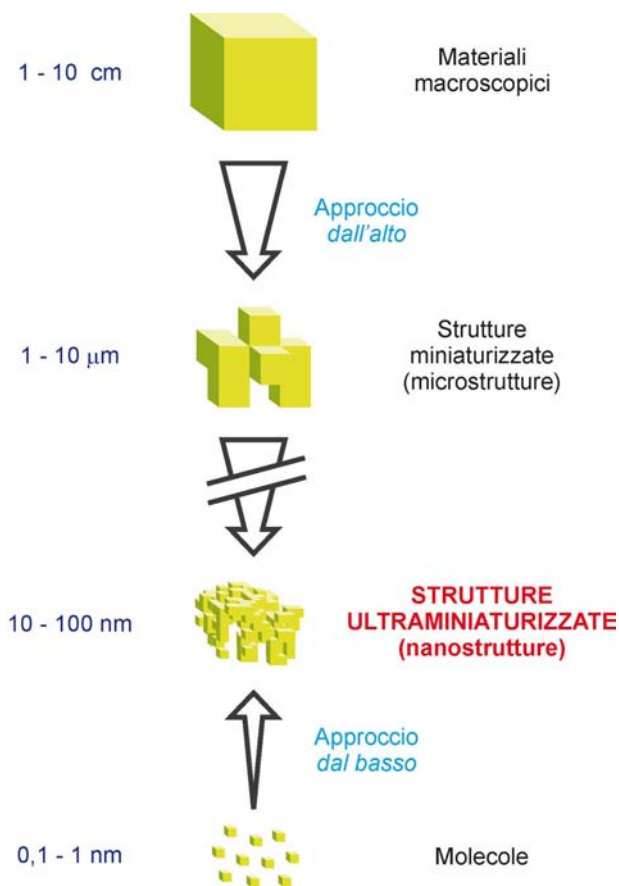 1 - 10 cm
Materiali
macroscopici
Approccio
dall'alto
1 - 10 μm
Strutture
miniaturizzate
(microstrutture)
10 - 100 nm
STRUTTURE
ULTRAMINIATURIZZATE
(nanostrutture)
Approccio
dal basso
0,1 - 1 nm
Molecole